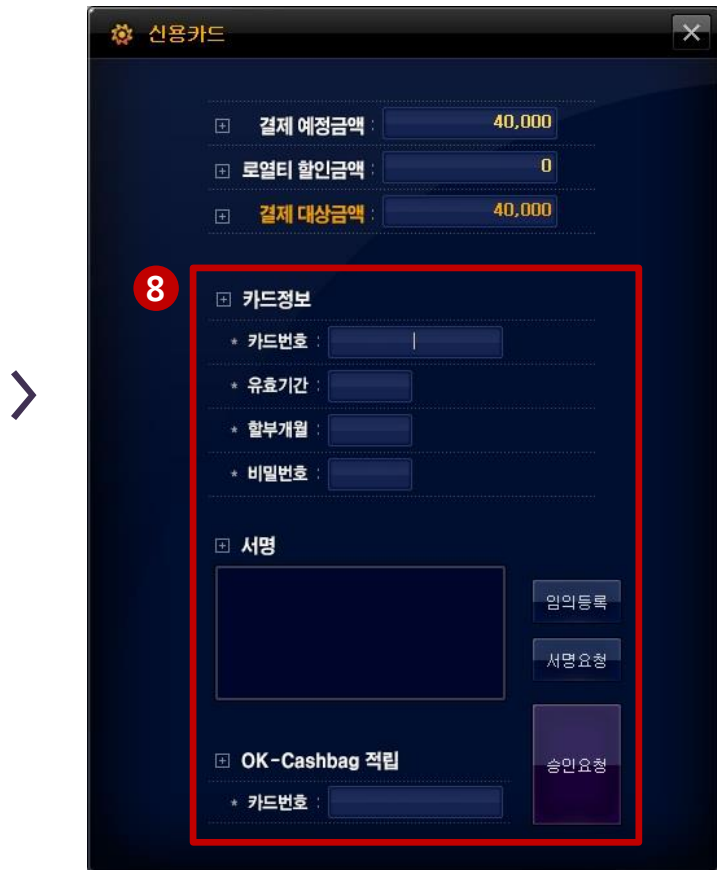 신용카드
결제 예정금액 : 40,000
로열티 할인금액 : 0
결제 대상금액 : 40,000
8
카드정보
* 카드번호 :
* 유효기간 :
* 할부개월 :
* 비밀번호 :
서명
임의등록
서명요청
승인요청
OK-Cashbag 적립
* 카드번호 :